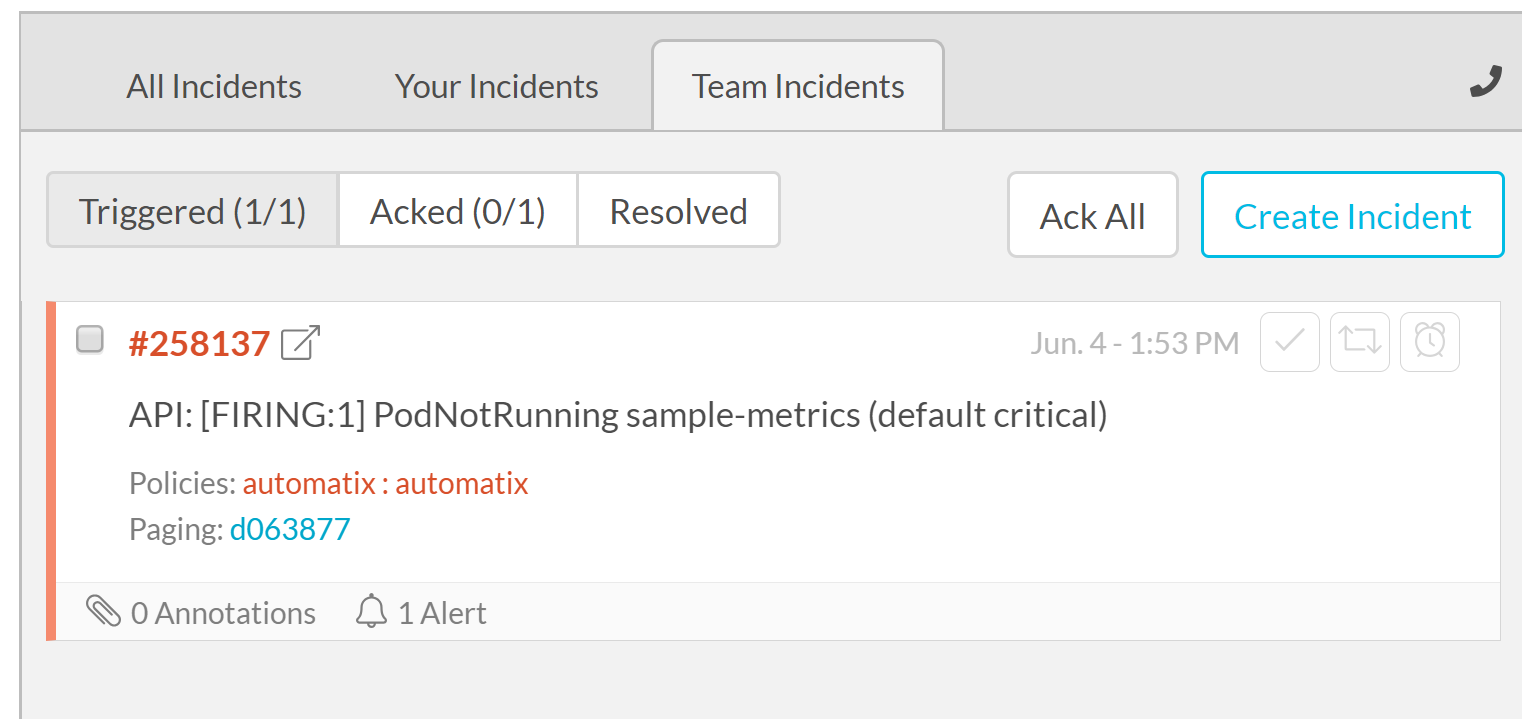 All Incidents Your Incidents Team Incidents
Triggered (1/1) Acked (0/1) Resolved Ack All Create Incident
#258137 Jun. 4 - 1:53 PM
API: [FIRING:1] PodNotRunning sample-metrics (default critical)
Policies: automatix : automatix
Paging: d063877
0 Annotations 1 Alert